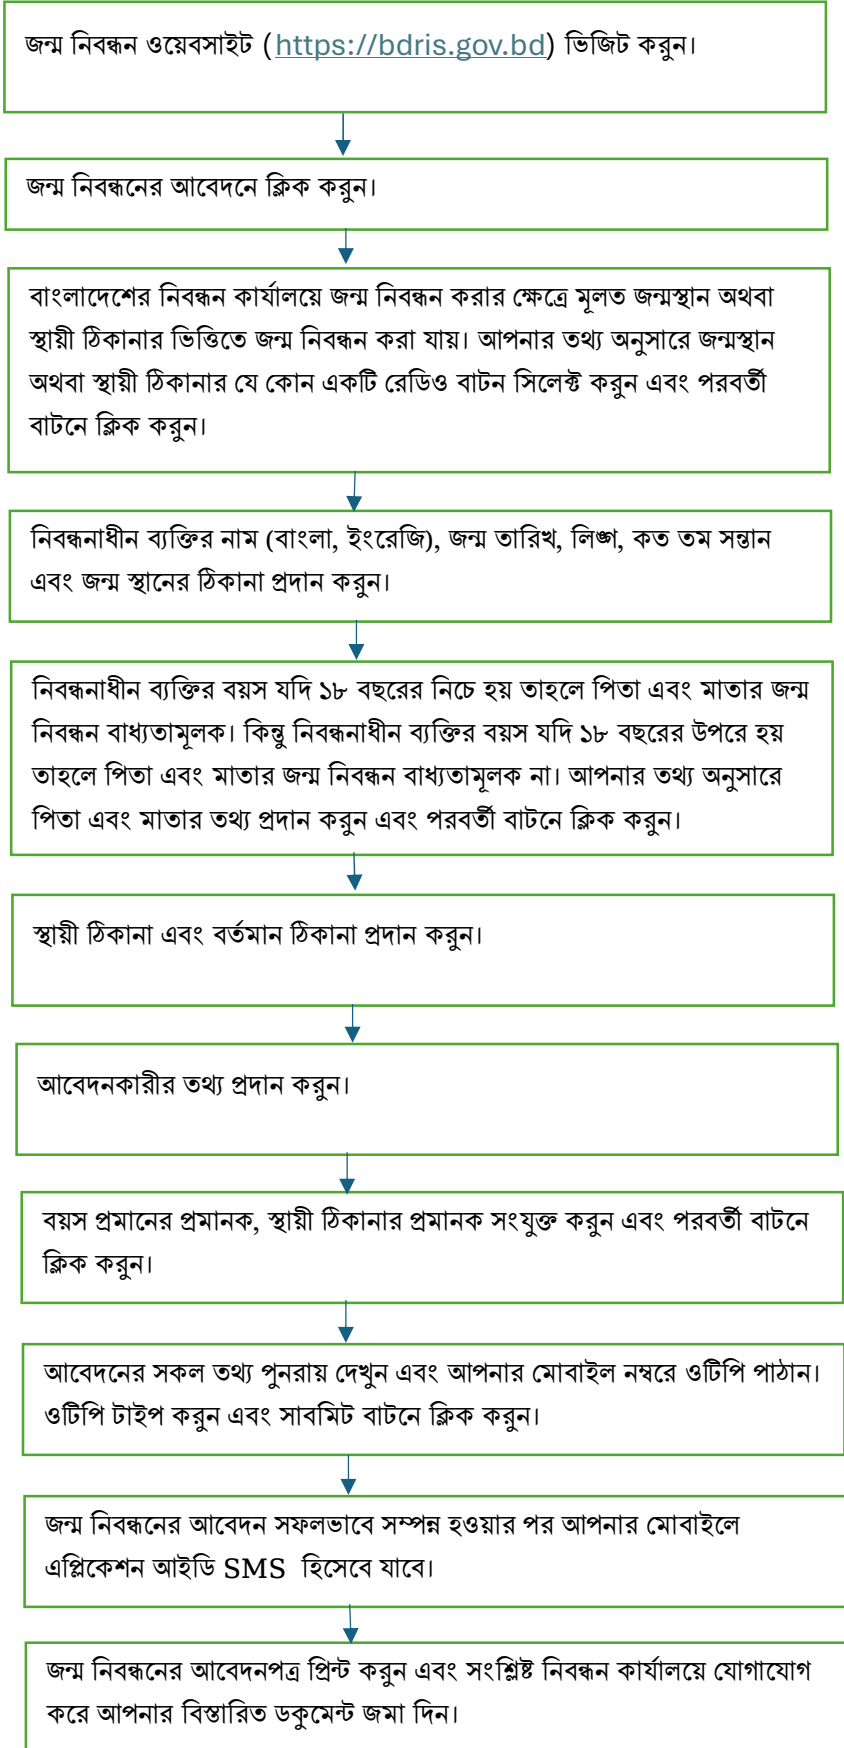 জন্ম নিবন্ধন ওয়েবসাইট (https://bdris.gov.bd) ভিজিট করুন।
জন্ম নিবন্ধনের আবেদনে ক্লিক করুন।
বাংলাদেশের নিবন্ধন কার্যালয়ে জন্ম নিবন্ধন করার ক্ষেত্রে মূলত জন্মস্থান অথবা
স্থায়ী ঠিকানার ভিত্তিতে জন্ম নিবন্ধন করা যায়। আপনার তথ্য অনুসারে জন্মস্থান
অথবা স্থায়ী ঠিকানার যে কোন একটি রেডিও বাটন সিলেক্ট করুন এবং পরবর্তী
বাটনে ক্লিক করুন।
নিবন্ধনাধীন ব্যক্তির নাম (বাংলা, ইংরেজি), জন্ম তারিখ, লিঙ্গ, কত তম সন্তান
এবং জন্ম স্থানের ঠিকানা প্রদান করুন।
নিবন্ধনাধীন ব্যক্তির বয়স যদি ১৮ বছরের নিচে হয় তাহলে পিতা এবং মাতার জন্ম
নিবন্ধন বাধ্যতামূলক। কিন্তু নিবন্ধনাধীন ব্যক্তির বয়স যদি ১৮ বছরের উপরে হয়
তাহলে পিতা এবং মাতার জন্ম নিবন্ধন বাধ্যতামূলক না। আপনার তথ্য অনুসারে
পিতা এবং মাতার তথ্য প্রদান করুন এবং পরবর্তী বাটনে ক্লিক করুন।
স্থায়ী ঠিকানা এবং বর্তমান ঠিকানা প্রদান করুন।
আবেদনকারীর তথ্য প্রদান করুন।
বয়স প্রমানের প্রমানক, স্থায়ী ঠিকানার প্রমানক সংযুক্ত করুন এবং পরবর্তী বাটনে
ক্লিক করুন।
আবেদনের সকল তথ্য পুনরায় দেখুন এবং আপনার মোবাইল নম্বরে ওটিপি পাঠান।
ওটিপি টাইপ করুন এবং সাবমিট বাটনে ক্লিক করুন।
জন্ম নিবন্ধনের আবেদন সফলভাবে সম্পন্ন হওয়ার পর আপনার মোবাইলে
এপ্লিকেশন আইডি SMS হিসেবে যাবে।
জন্ম নিবন্ধনের আবেদনপত্র প্রিন্ট করুন এবং সংশ্লিষ্ট নিবন্ধন কার্যালয়ে যোগাযোগ
করে আপনার বিস্তারিত ডকুমেন্ট জমা দিন।